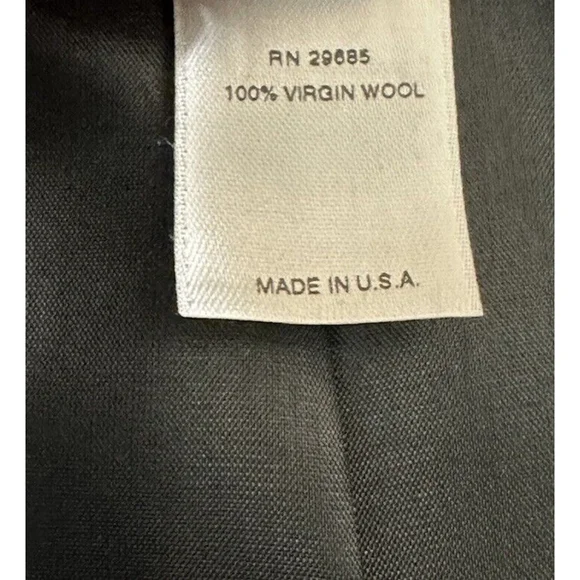 RN 29685
100% VIRGIN WOOL
MADE IN U.S.A.